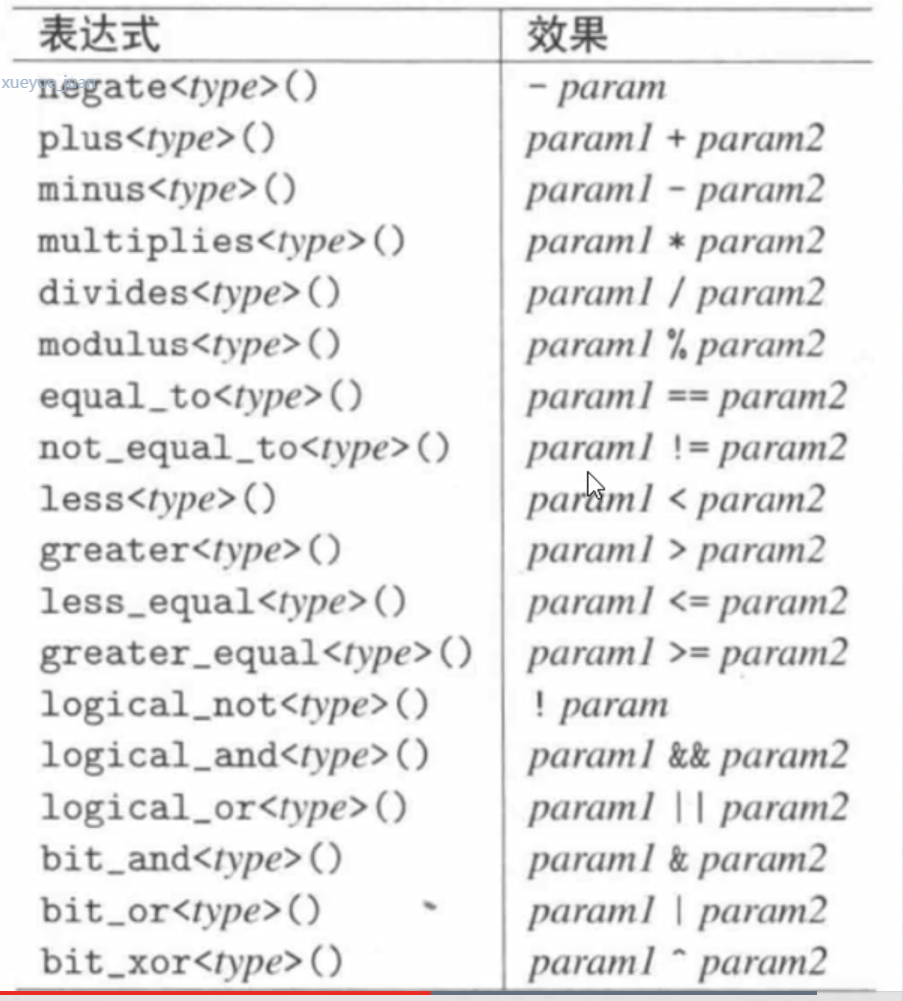 表达式 效果
negate<type>() - param
plus<type>() param1 + param2
minus<type>() param1 - param2
multiplies<type>() param1 * param2
divides<type>() param1 / param2
modulus<type>() param1 % param2
equal_to<type>() param1 == param2
not_equal_to<type>() param1 != param2
less<type>() param1 < param2
greater<type>() param1 > param2
less_equal<type>() param1 <= param2
greater_equal<type>() param1 >= param2
logical_not<type>() ! param
logical_and<type>() param1 && param2
logical_or<type>() param1 || param2
bit_and<type>() param1 & param2
bit_or<type>() param1 | param2
bit_xor<type>() param1 ^ param2